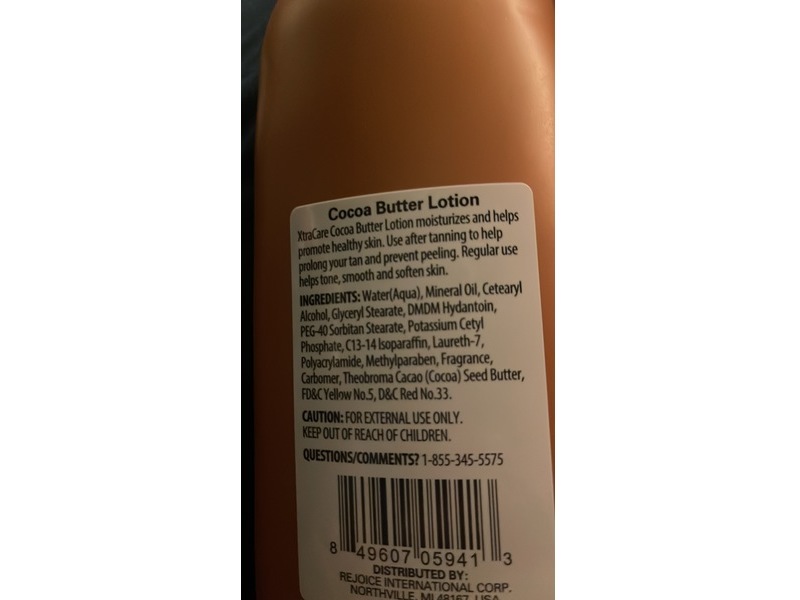 Cocoa Butter Lotion
XtraCare Cocoa Butter Lotion moisturizes and helps
promote healthy skin. Use after tanning to help
prolong your tan and prevent peeling. Regular use
helps tone, smooth and soften skin.
INGREDIENTS: Water(Aqua), Mineral Oil, Cetearyl
Alcohol, Glyceryl Stearate, DMDM Hydantoin,
PEG-40 Sorbitan Stearate, Potassium Cetyl
Phosphate, C13-14 Isoparaffin, Laureth-7,
Polyacrylamide, Methylparaben, Fragrance,
Carbomer, Theobroma Cacao (Cocoa) Seed Butter,
FD&C Yellow No.5, D&C Red No.33.
CAUTION: FOR EXTERNAL USE ONLY.
KEEP OUT OF REACH OF CHILDREN.
QUESTIONS/COMMENTS? 1-855-345-5575
8 49607 05941 3
DISTRIBUTED BY:
REJOICE INTERNATIONAL CORP.
NORTHVILLE, MI 48167, USA